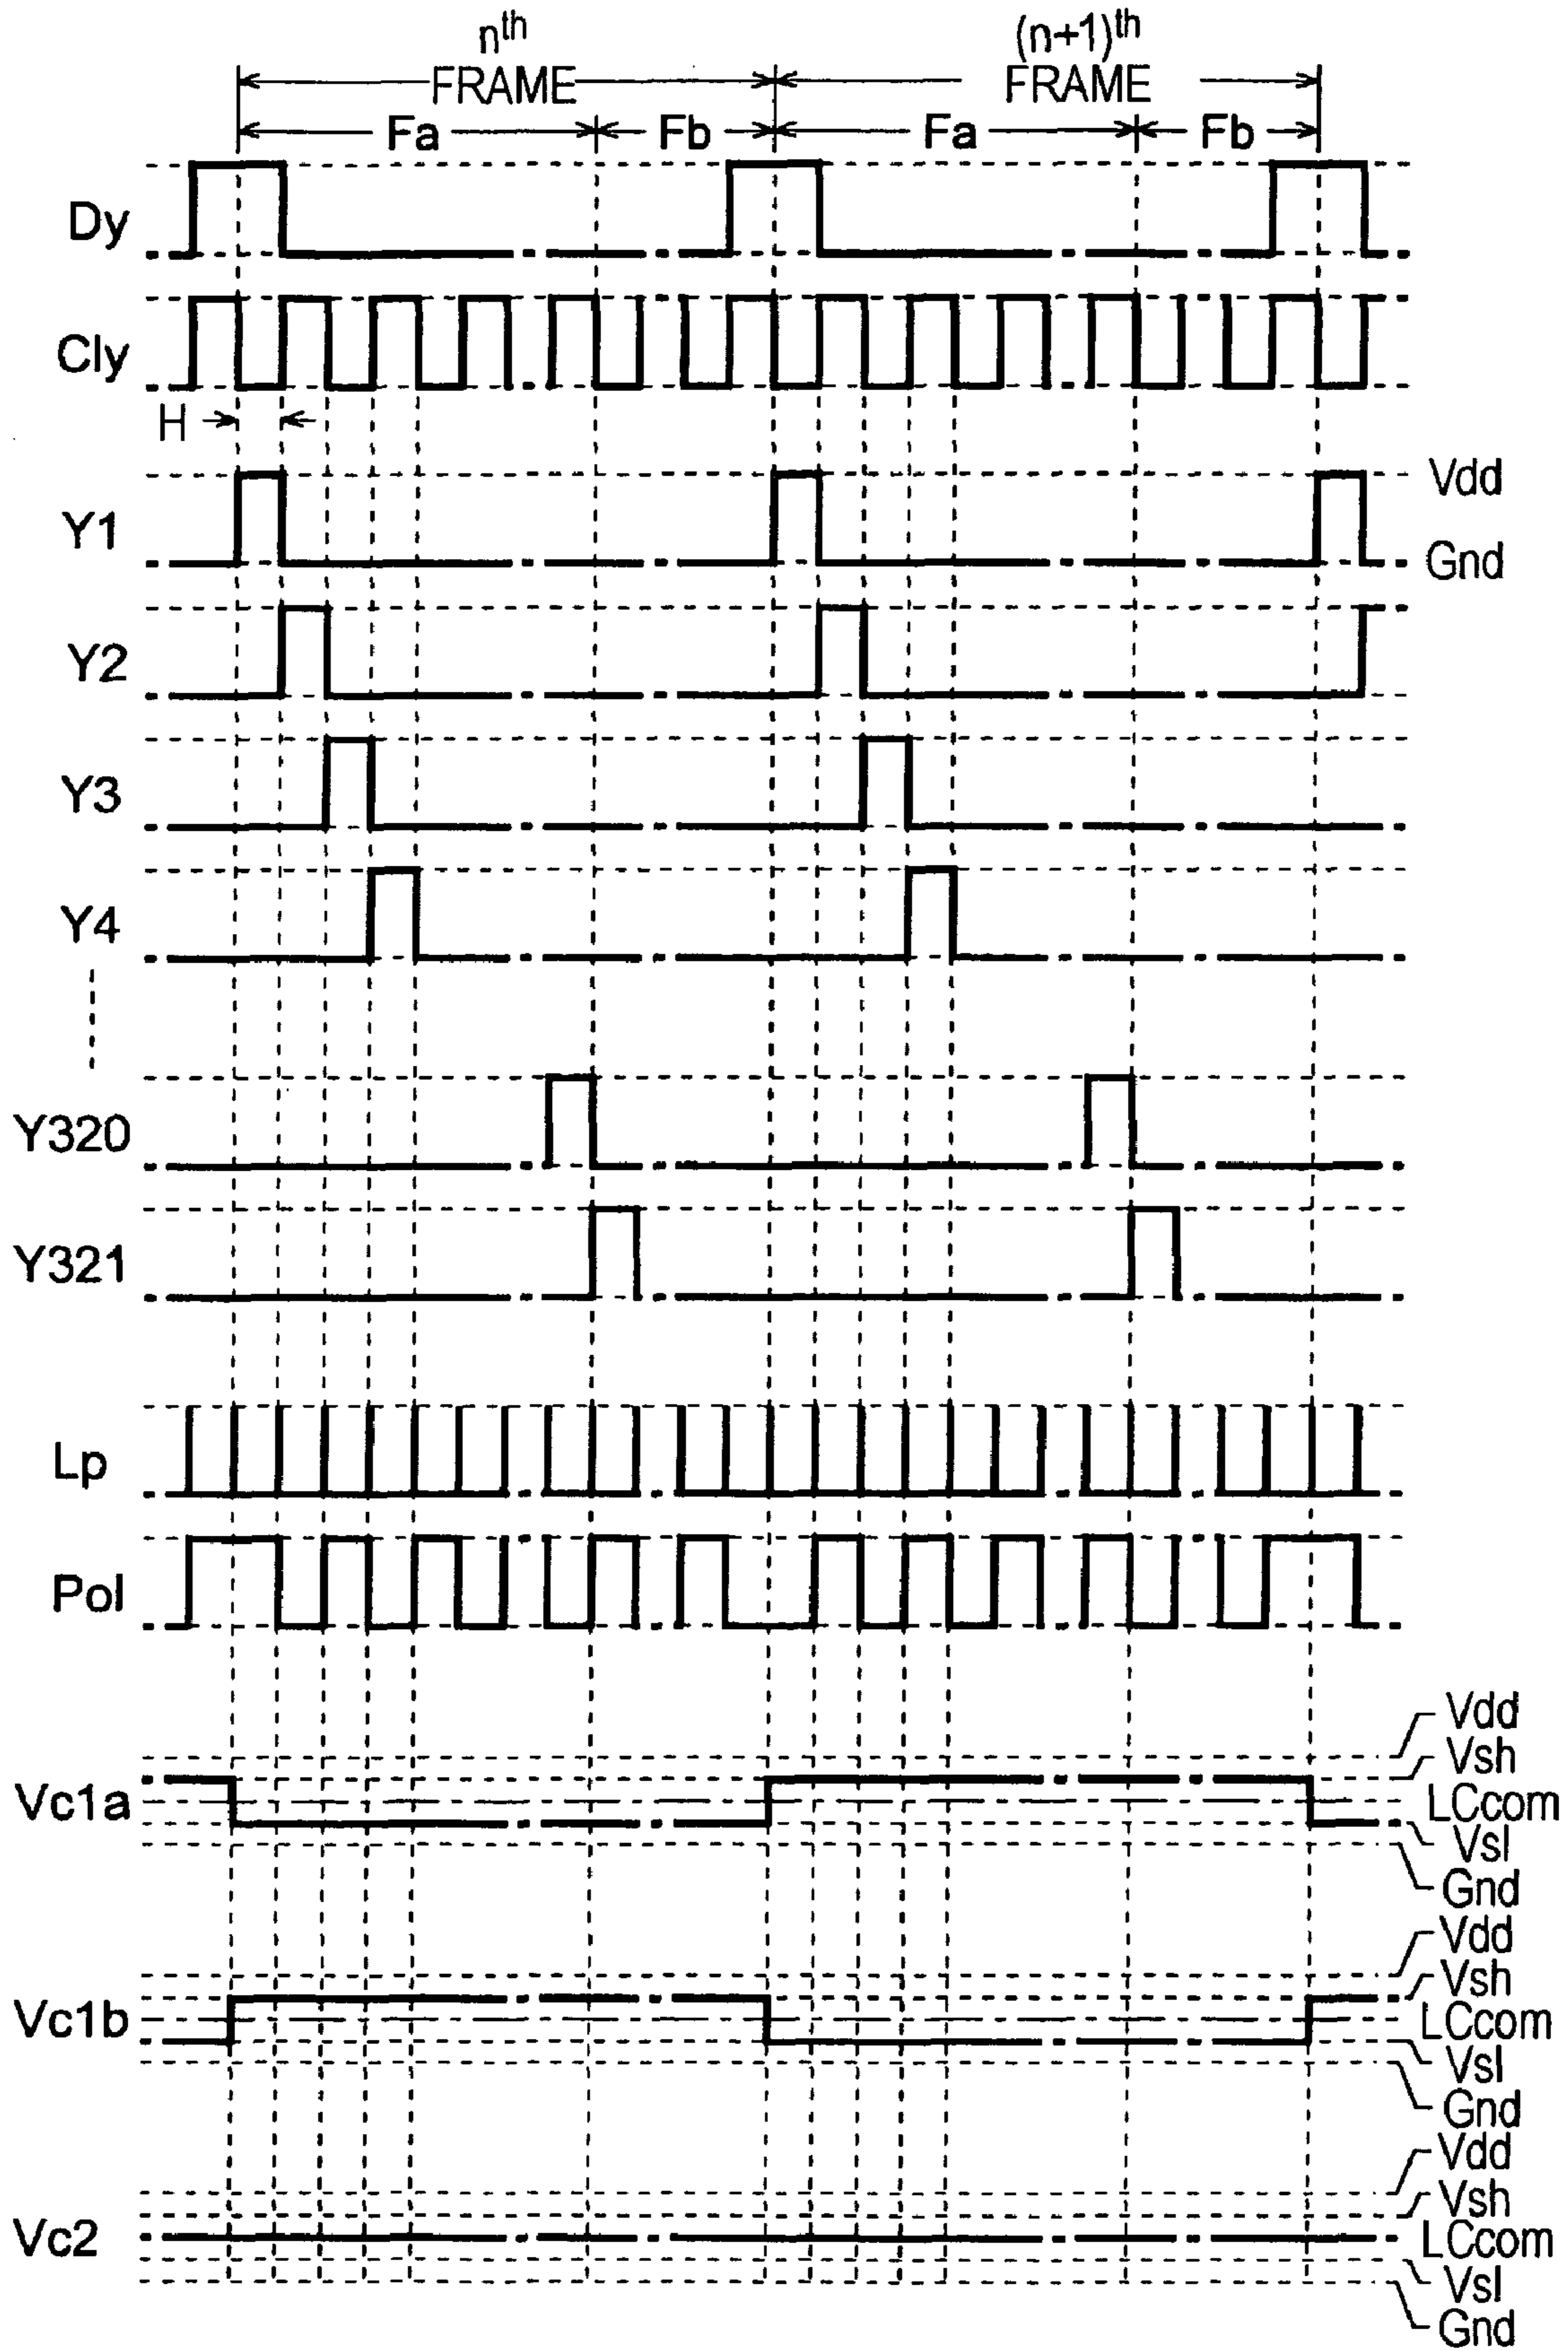 nth (n+1)th
FRAME FRAME
Fa Fb Fa Fb
Dy
Cly
H
Vdd
Y1
Gnd
Y2
Y3
Y4
Y320
Y321
Lp
Pol
Vdd
Vsh
Vc1a LCcom
Vsl
Gnd
Vdd
Vsh
Vc1b LCcom
Vsl
Gnd
Vdd
Vsh
Vc2 LCcom
Vsl
Gnd